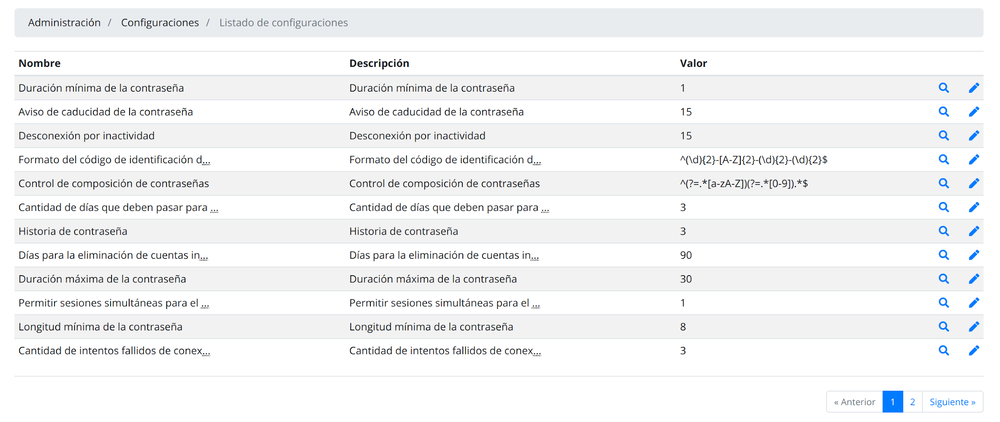 Administración / Configuraciones / Listado de configuraciones
Nombre Descripción Valor
Duración mínima de la contraseña Duración mínima de la contraseña 1
Aviso de caducidad de la contraseña Aviso de caducidad de la contraseña 15
Desconexión por inactividad Desconexión por inactividad 15
Formato del código de identificación d... Formato del código de identificación d... ^(\d){2}-[A-Z]{2}-(\d){2}-(\d){2}$
Control de composición de contraseñas Control de composición de contraseñas ^(?=.*[a-zA-Z])(?=.*[0-9]).*$
Cantidad de días que deben pasar para ... Cantidad de días que deben pasar para ... 3
Historia de contraseña Historia de contraseña 3
Días para la eliminación de cuentas in... Días para la eliminación de cuentas in... 90
Duración máxima de la contraseña Duración máxima de la contraseña 30
Permitir sesiones simultáneas para el ... Permitir sesiones simultáneas para el ... 1
Longitud mínima de la contraseña Longitud mínima de la contraseña 8
Cantidad de intentos fallidos de conex... Cantidad de intentos fallidos de conex... 3
« Anterior 1 2 Siguiente »